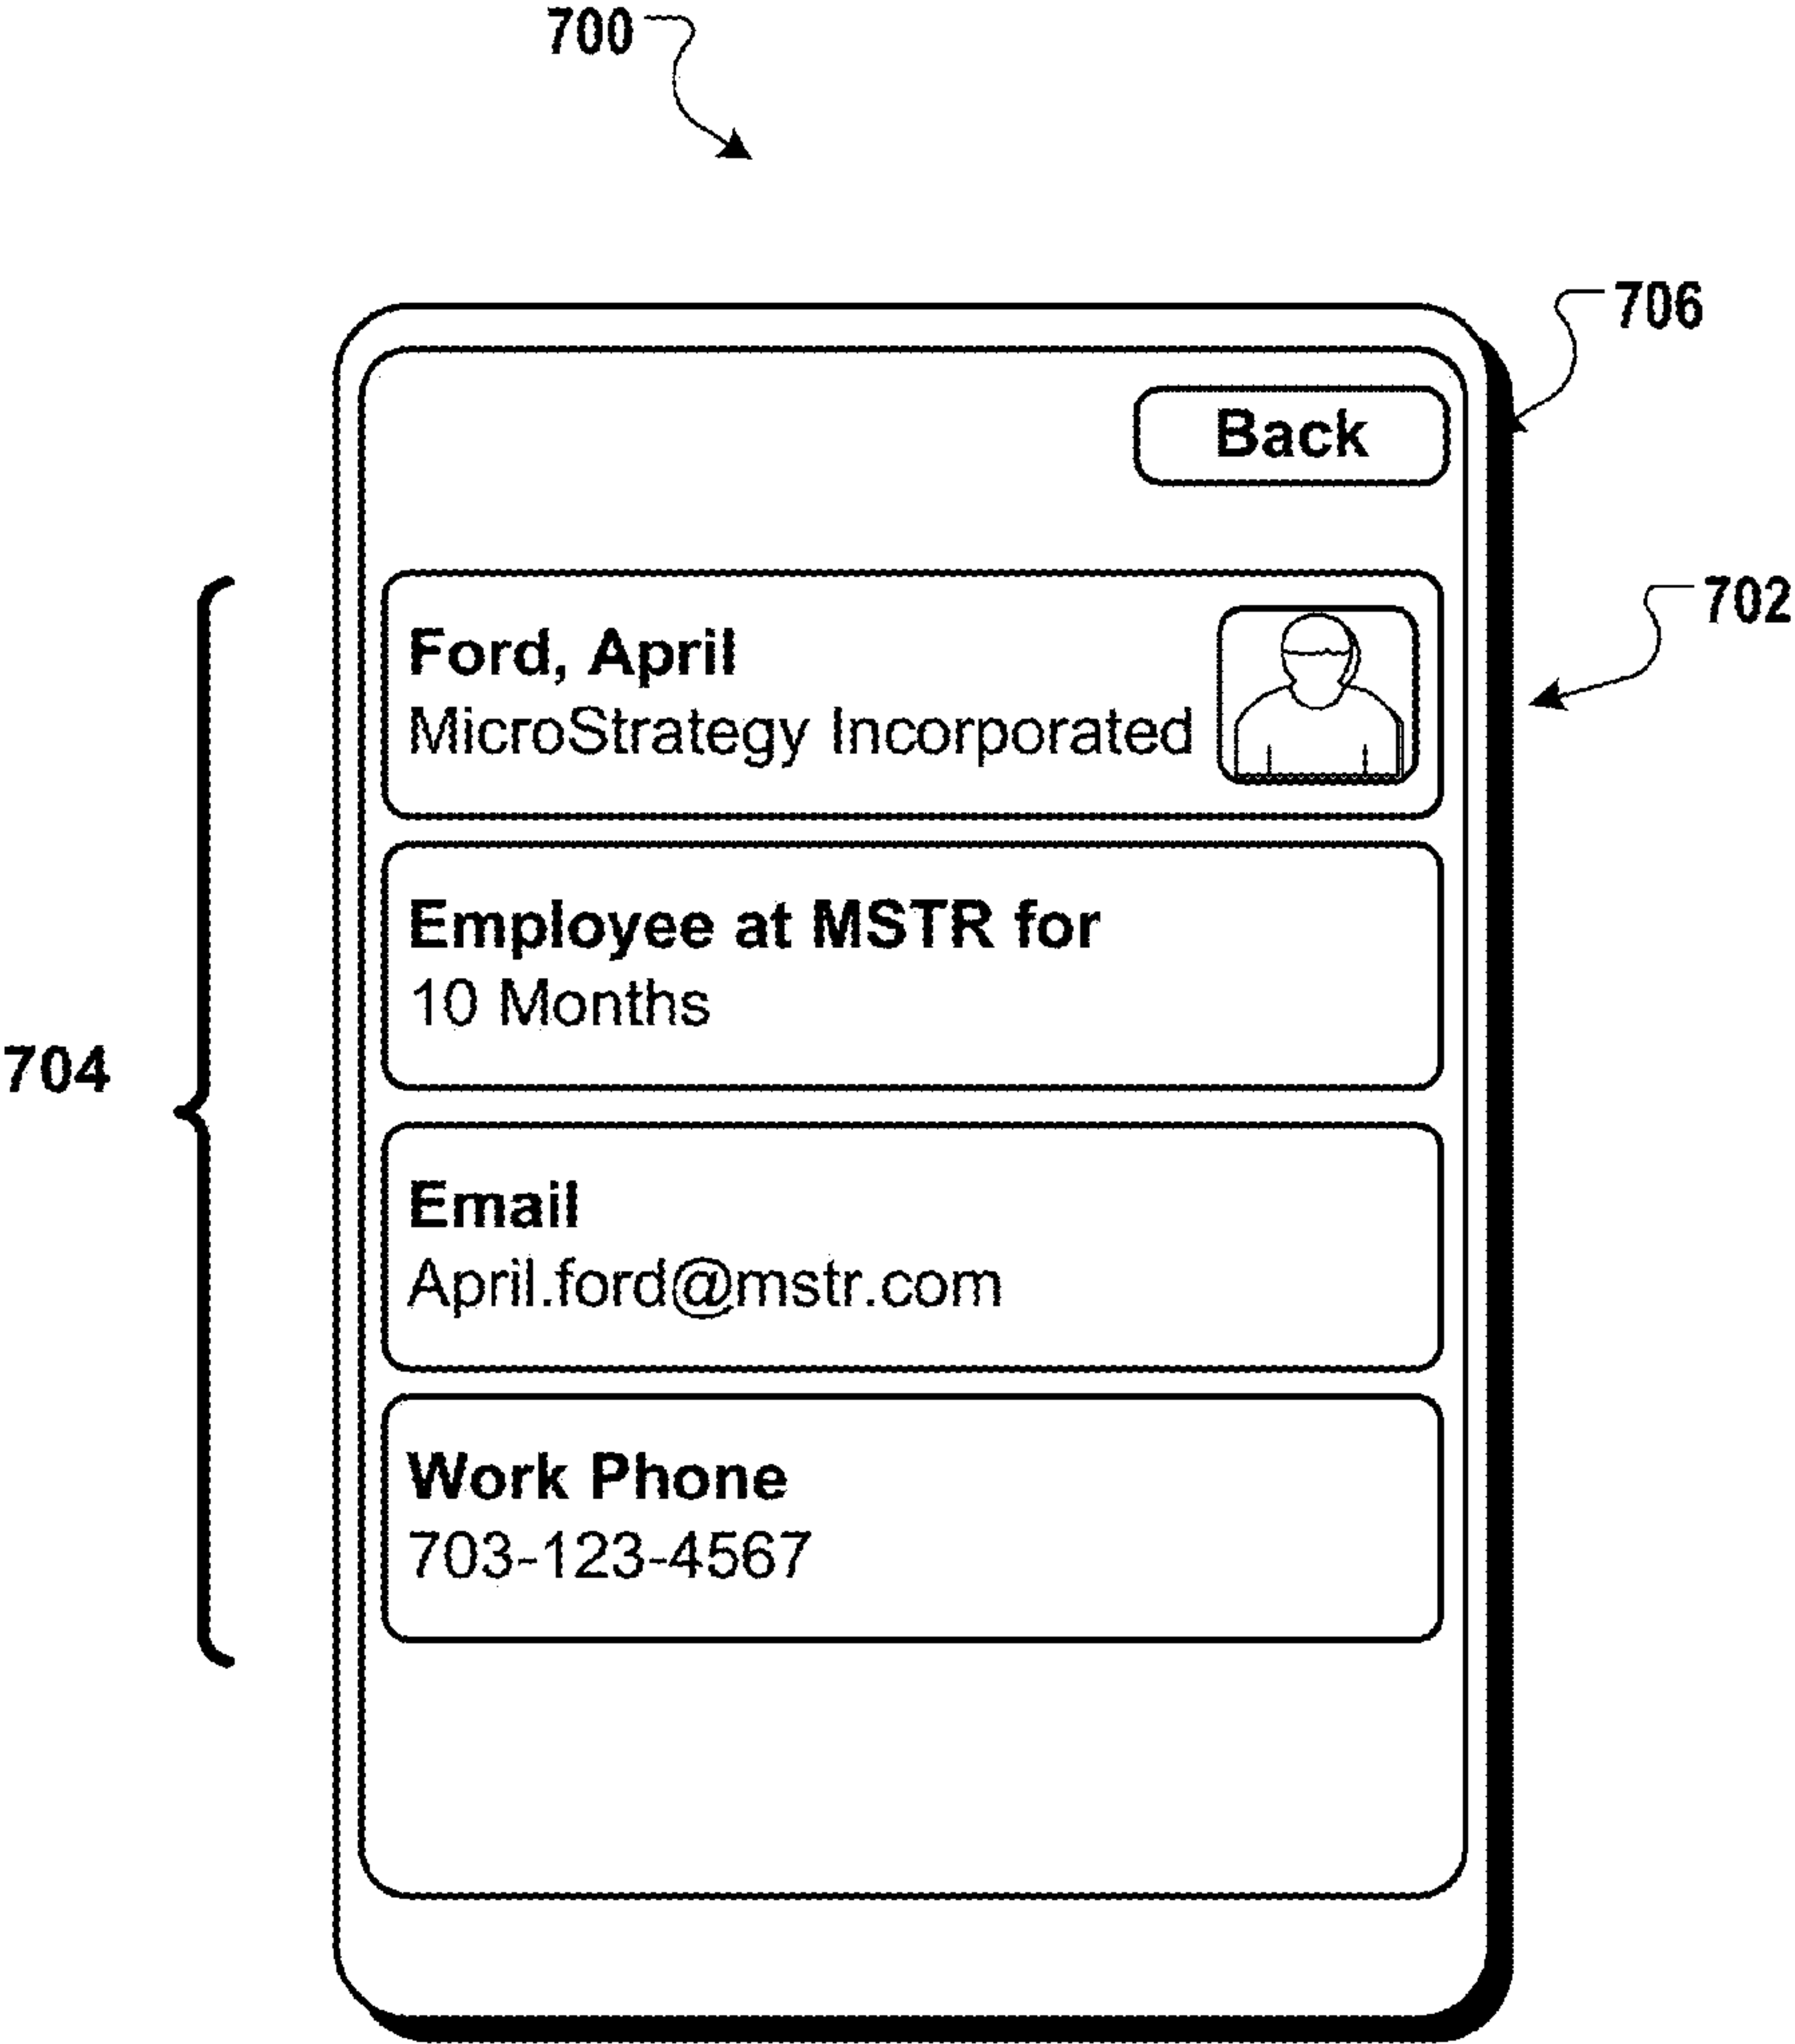 700
706
Back
702
Ford, April
MicroStrategy Incorporated
Employee at MSTR for
10 Months
704
Email
April.ford@mstr.com
Work Phone
703-123-4567